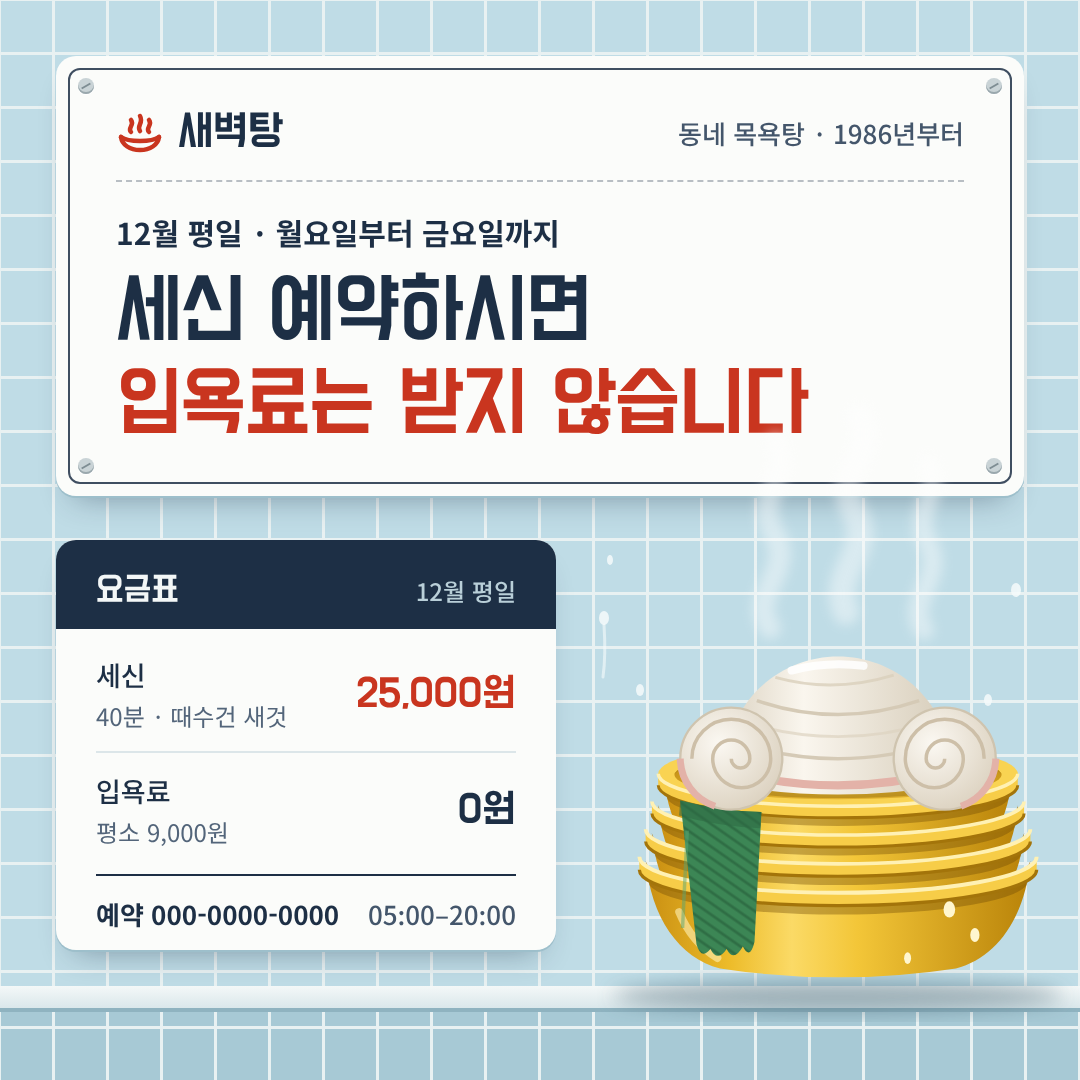 새벽탕
동네 목욕탕 · 1986년부터
12월 평일 · 월요일부터 금요일까지
세신 예약하시면
입욕료는 받지 않습니다
요금표
12월 평일
세신
40분 · 때수건 새것
25,000원
입욕료
평소 9,000원
0원
예약 000-0000-0000
05:00–20:00